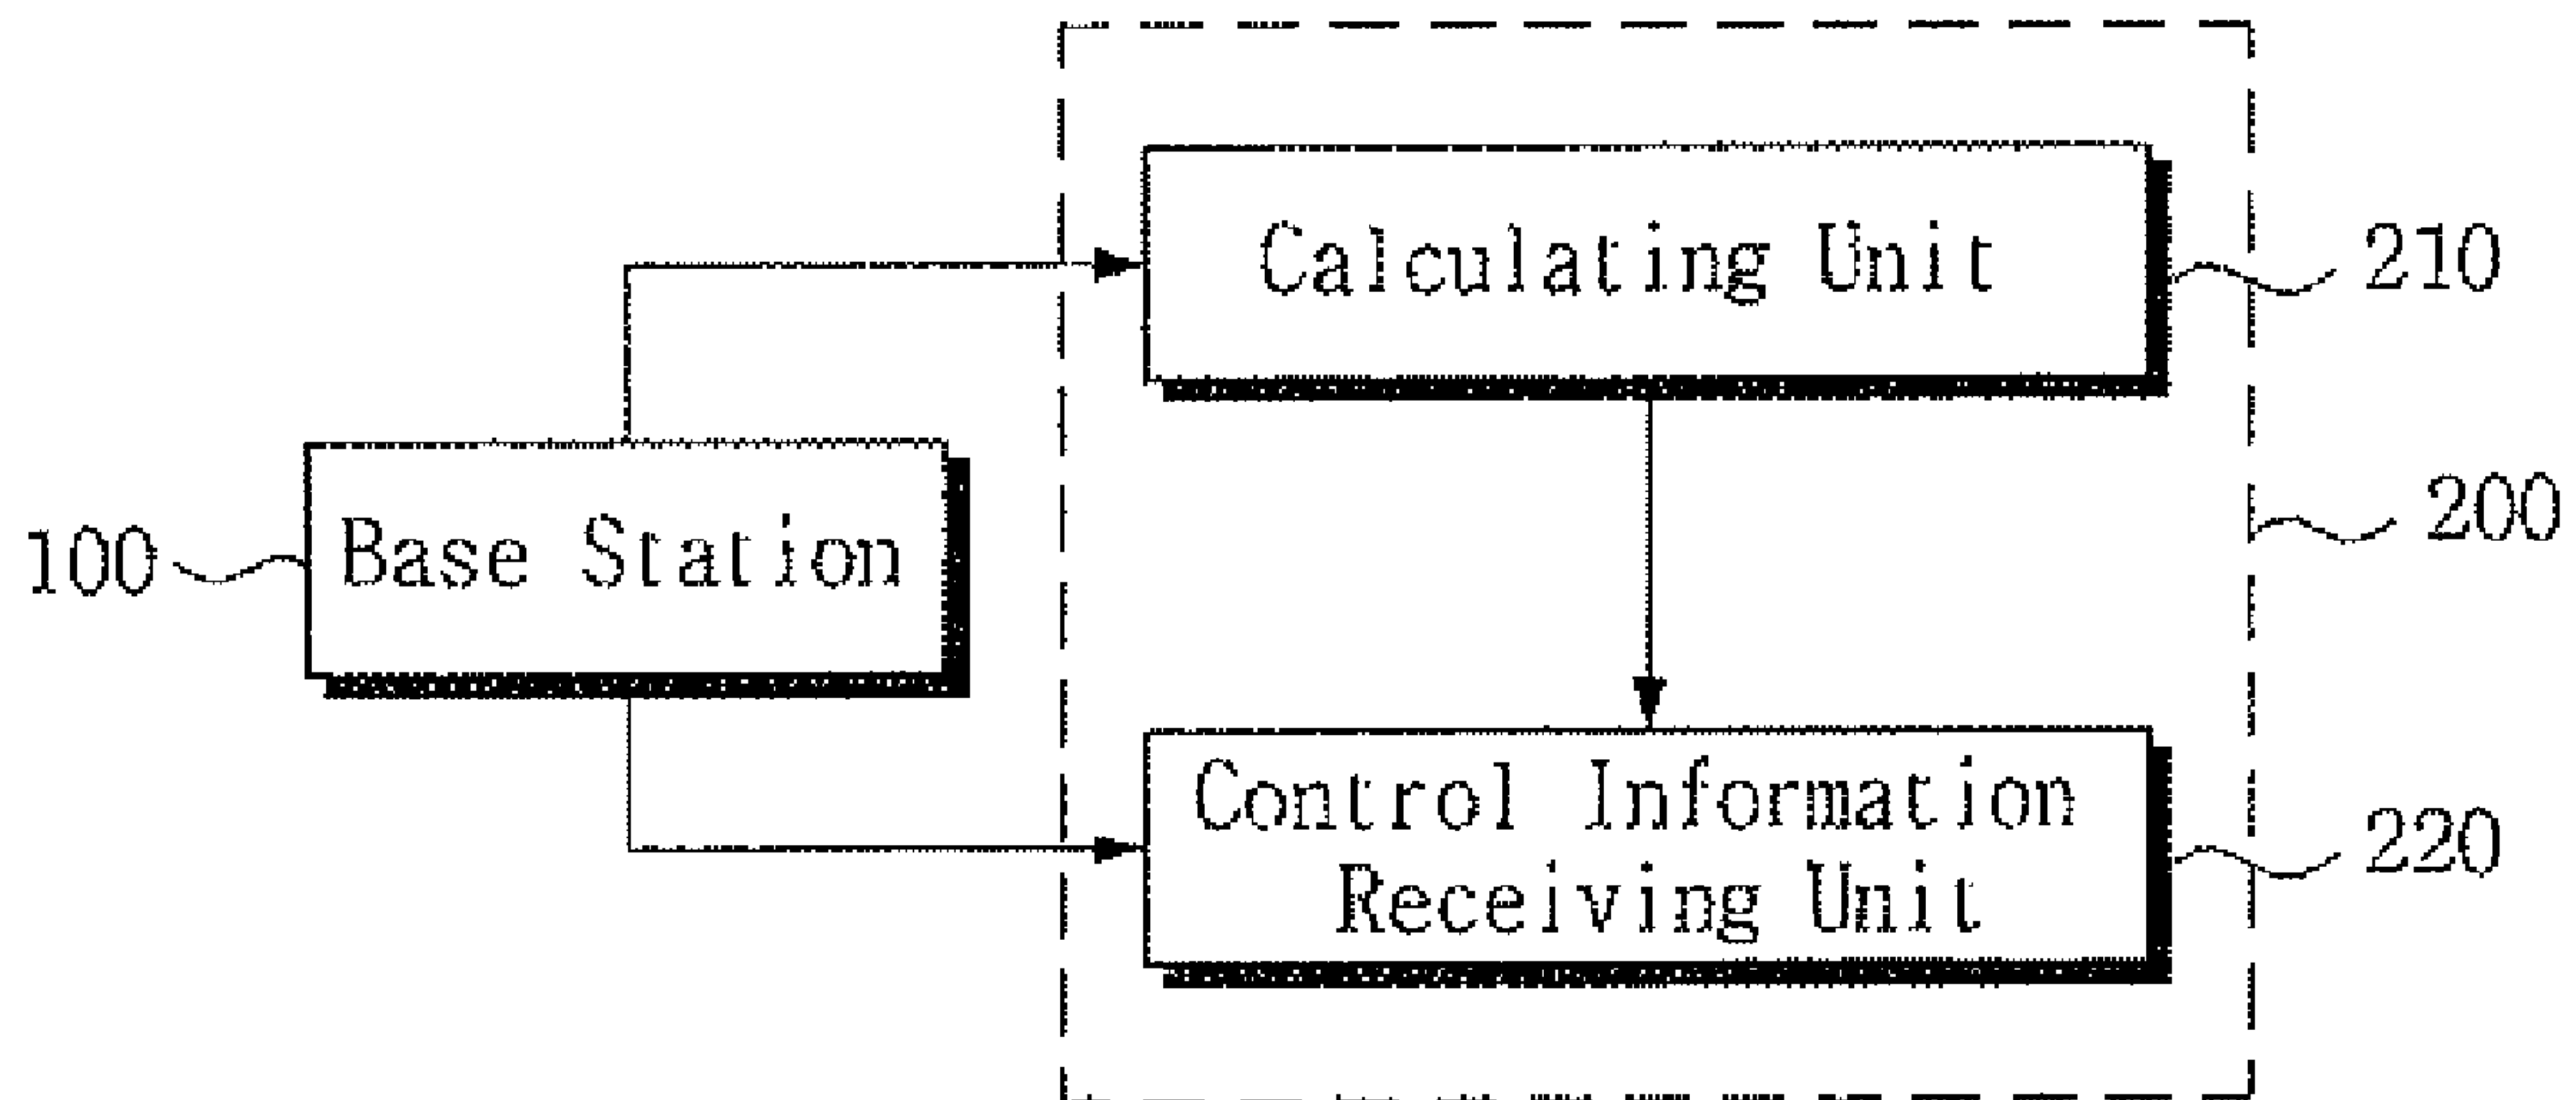 Calculating Unit
210
200
100
Base Station
Control Information
Receiving Unit
220